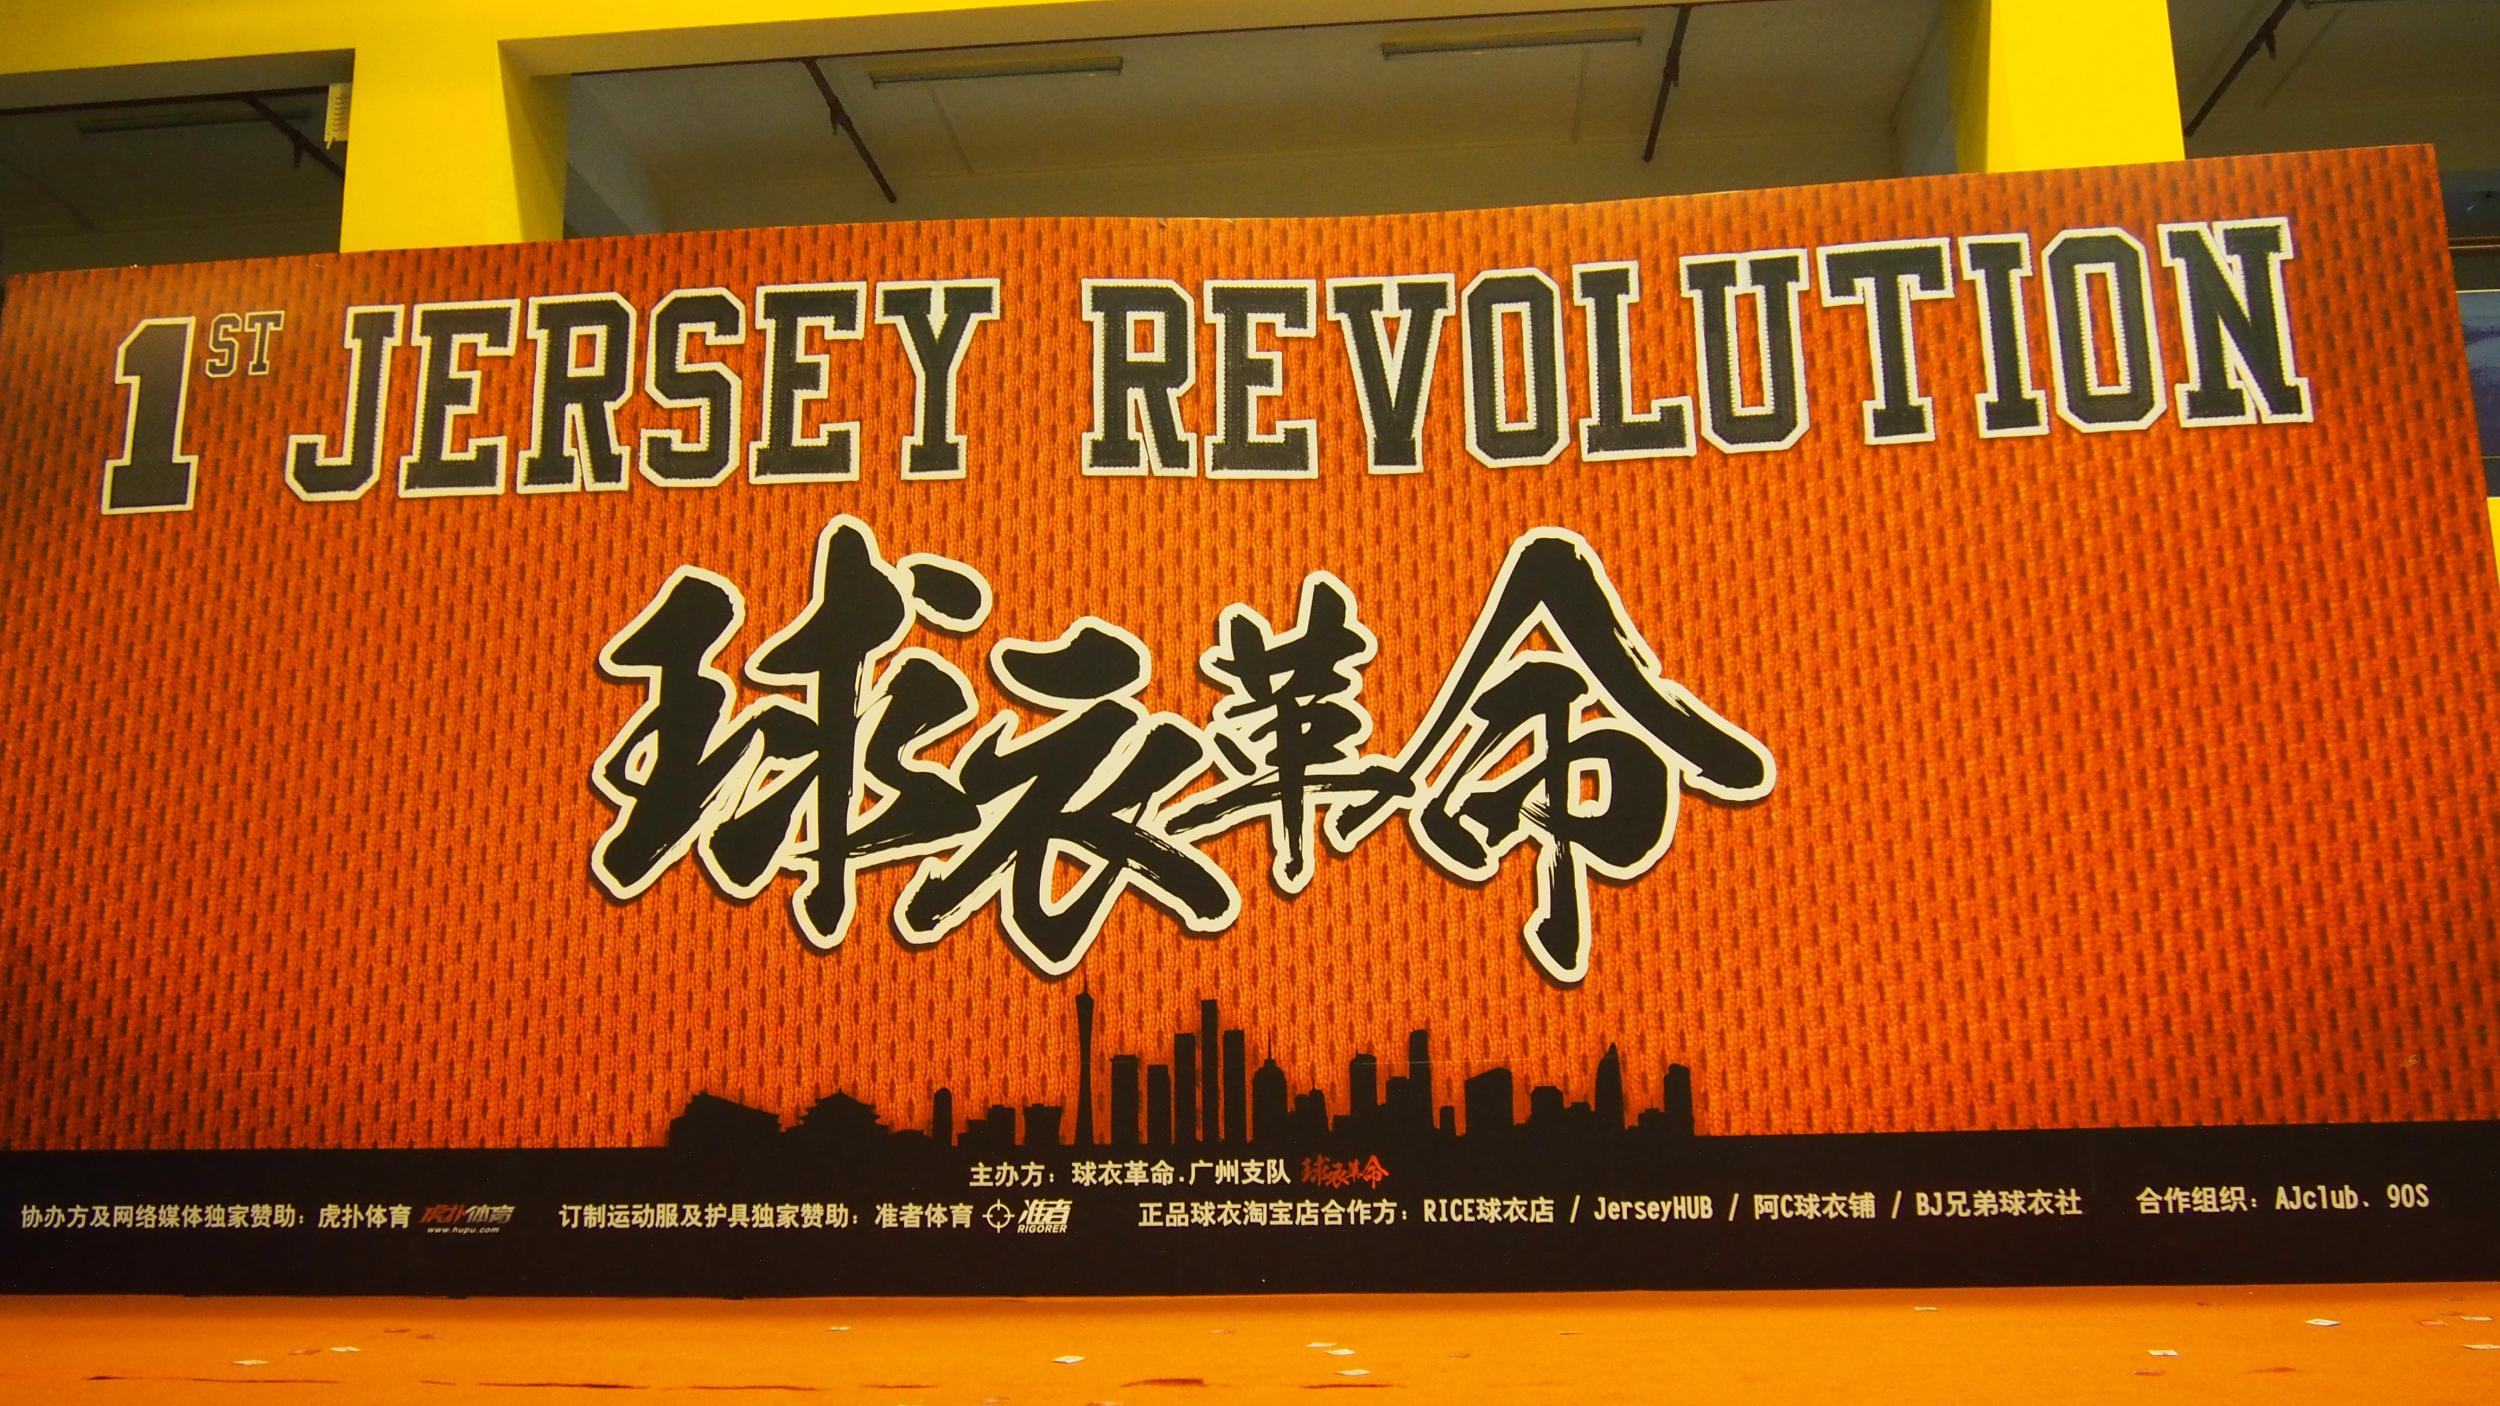 1ST JERSEY REVOLUTION
球衣革命
主办方：球衣革命.广州支队 球衣革命
协办方及网络媒体独家赞助：虎扑体育 虎扑体育 www.hupu.com 订制运动服及护具独家赞助：准者体育 准者 RIGORER 正品球衣淘宝店合作方：RICE球衣店 / JerseyHUB / 阿C球衣铺 / BJ兄弟球衣社 合作组织：AJclub、90S